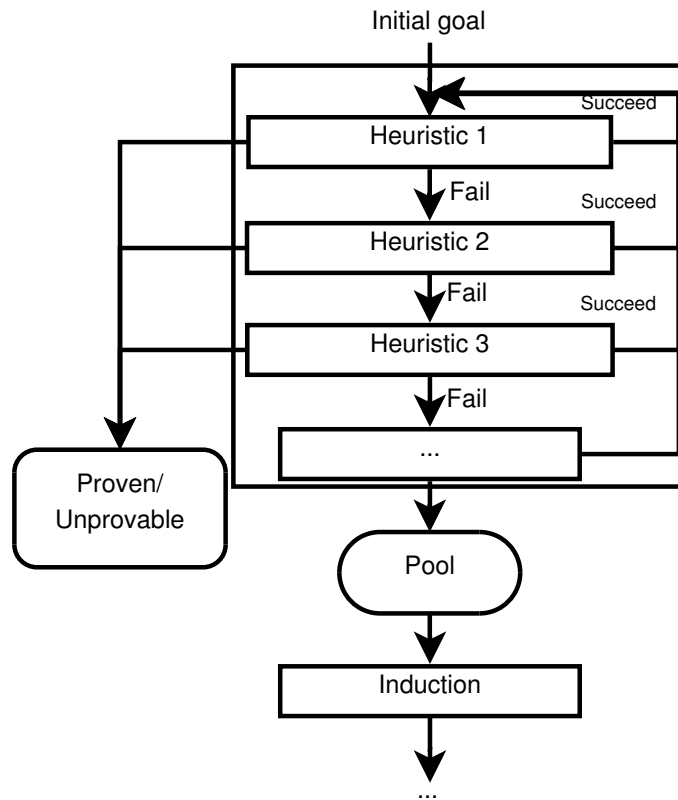 Initial goal
Succeed
Heuristic 1
Fail
Succeed
Heuristic 2
Fail
Succeed
Heuristic 3
Fail
...
Proven/
Unprovable
Pool
Induction
...